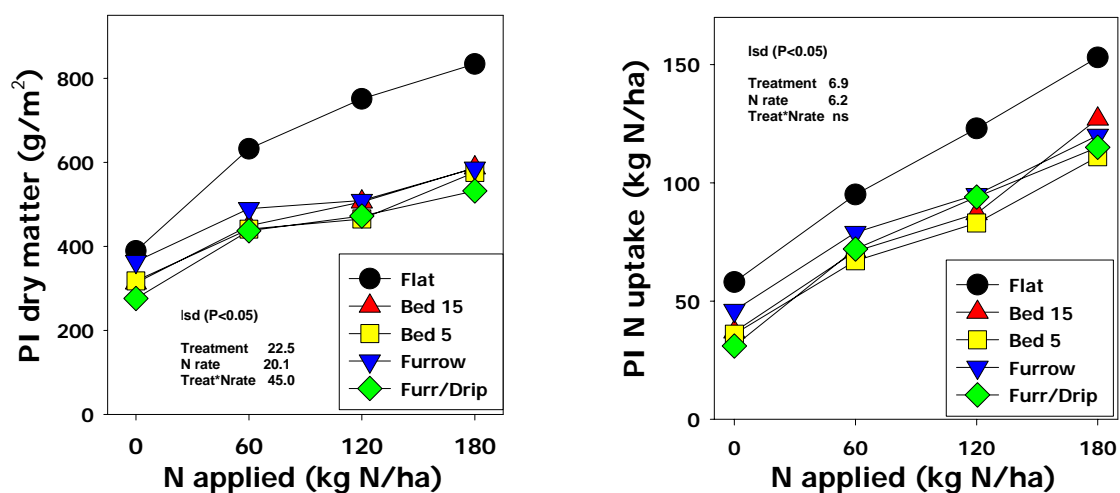 PI dry matter (g/m2)
800
600
400
200
0
lsd (P<0.05)
Treatment 22.5
N rate 20.1
Treat*Nrate 45.0
Flat
Bed 15
Bed 5
Furrow
Furr/Drip
0 60 120 180
N applied (kg N/ha)
PI N uptake (kg N/ha)
150
100
50
0
lsd (P<0.05)
Treatment 6.9
N rate 6.2
Treat*Nrate ns
Flat
Bed 15
Bed 5
Furrow
Furr/Drip
0 60 120 180
N applied (kg N/ha)